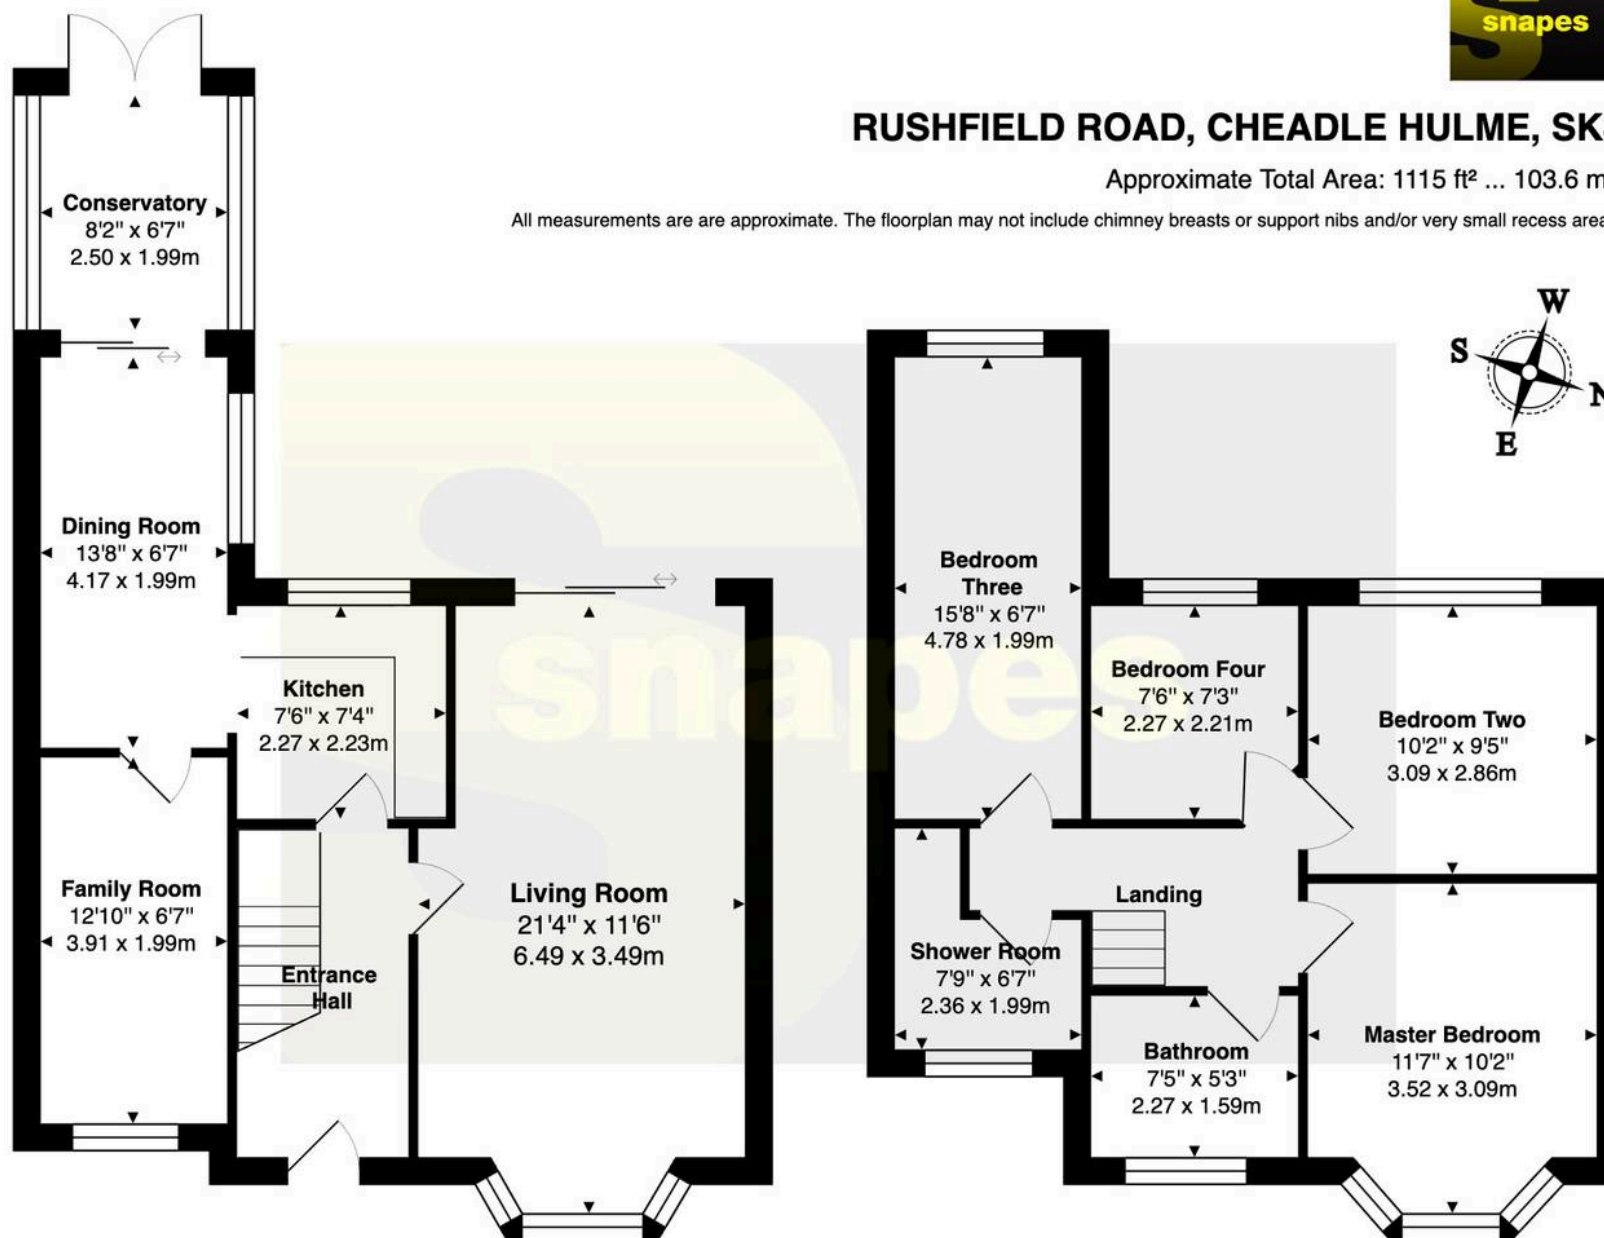 snapes
RUSHFIELD ROAD, CHEADLE HULME, SK
Approximate Total Area: 1115 ft² ... 103.6 m
All measurements are are approximate. The floorplan may not include chimney breasts or support nibs and/or very small recess area
W
S
N
E
Conservatory
8'2" x 6'7"
2.50 x 1.99m
Dining Room
13'8" x 6'7"
4.17 x 1.99m
Kitchen
7'6" x 7'4"
2.27 x 2.23m
Family Room
12'10" x 6'7"
3.91 x 1.99m
Entrance
Hall
Living Room
21'4" x 11'6"
6.49 x 3.49m
snapes
Bedroom
Three
15'8" x 6'7"
4.78 x 1.99m
Bedroom Four
7'6" x 7'3"
2.27 x 2.21m
Bedroom Two
10'2" x 9'5"
3.09 x 2.86m
Landing
Shower Room
7'9" x 6'7"
2.36 x 1.99m
Bathroom
7'5" x 5'3"
2.27 x 1.59m
Master Bedroom
11'7" x 10'2"
3.52 x 3.09m